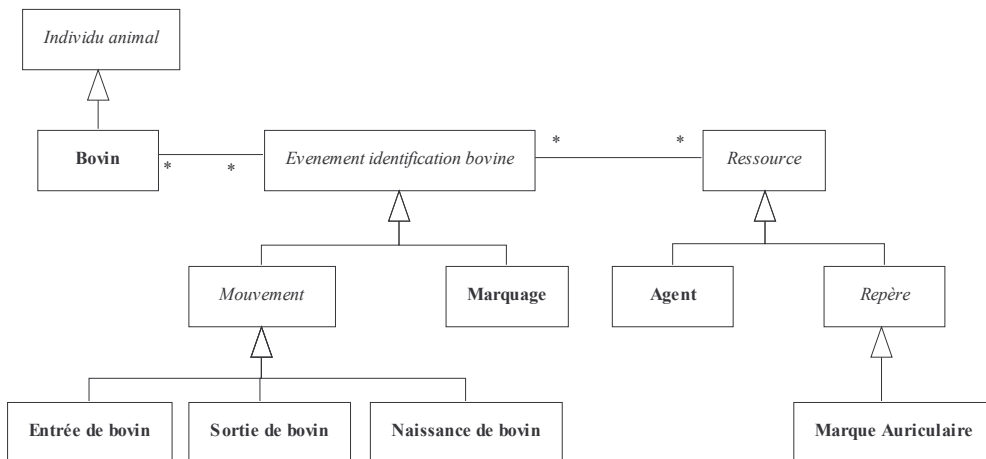 Individu animal
Bovin
*
*
Evenement identification bovine
*
*
Ressource
Mouvement
Marquage
Agent
Repère
Entrée de bovin
Sortie de bovin
Naissance de bovin
Marque Auriculaire